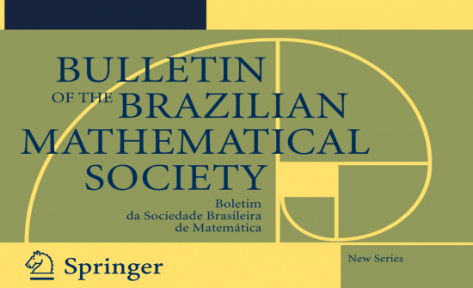 BULLETIN
OF THE BRAZILIAN
MATHEMATICAL
SOCIETY
Boletim
da Sociedade Brasileira
de Matemática
Springer
New Series